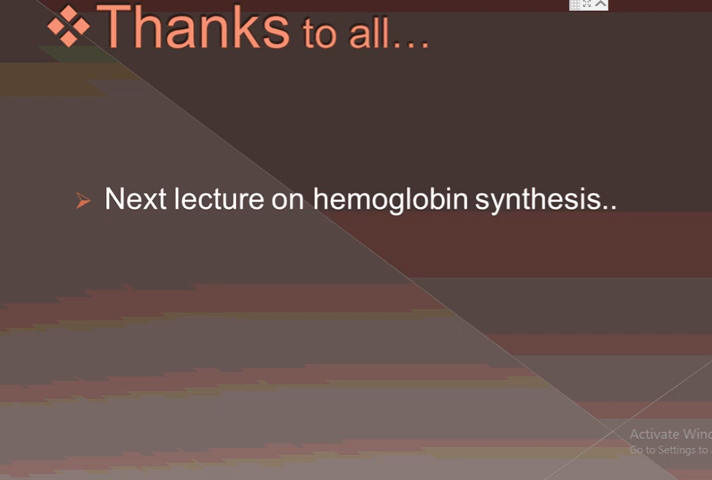 Thanks to all...
Next lecture on hemoglobin synthesis..
Activate Wind
Go to Settings to